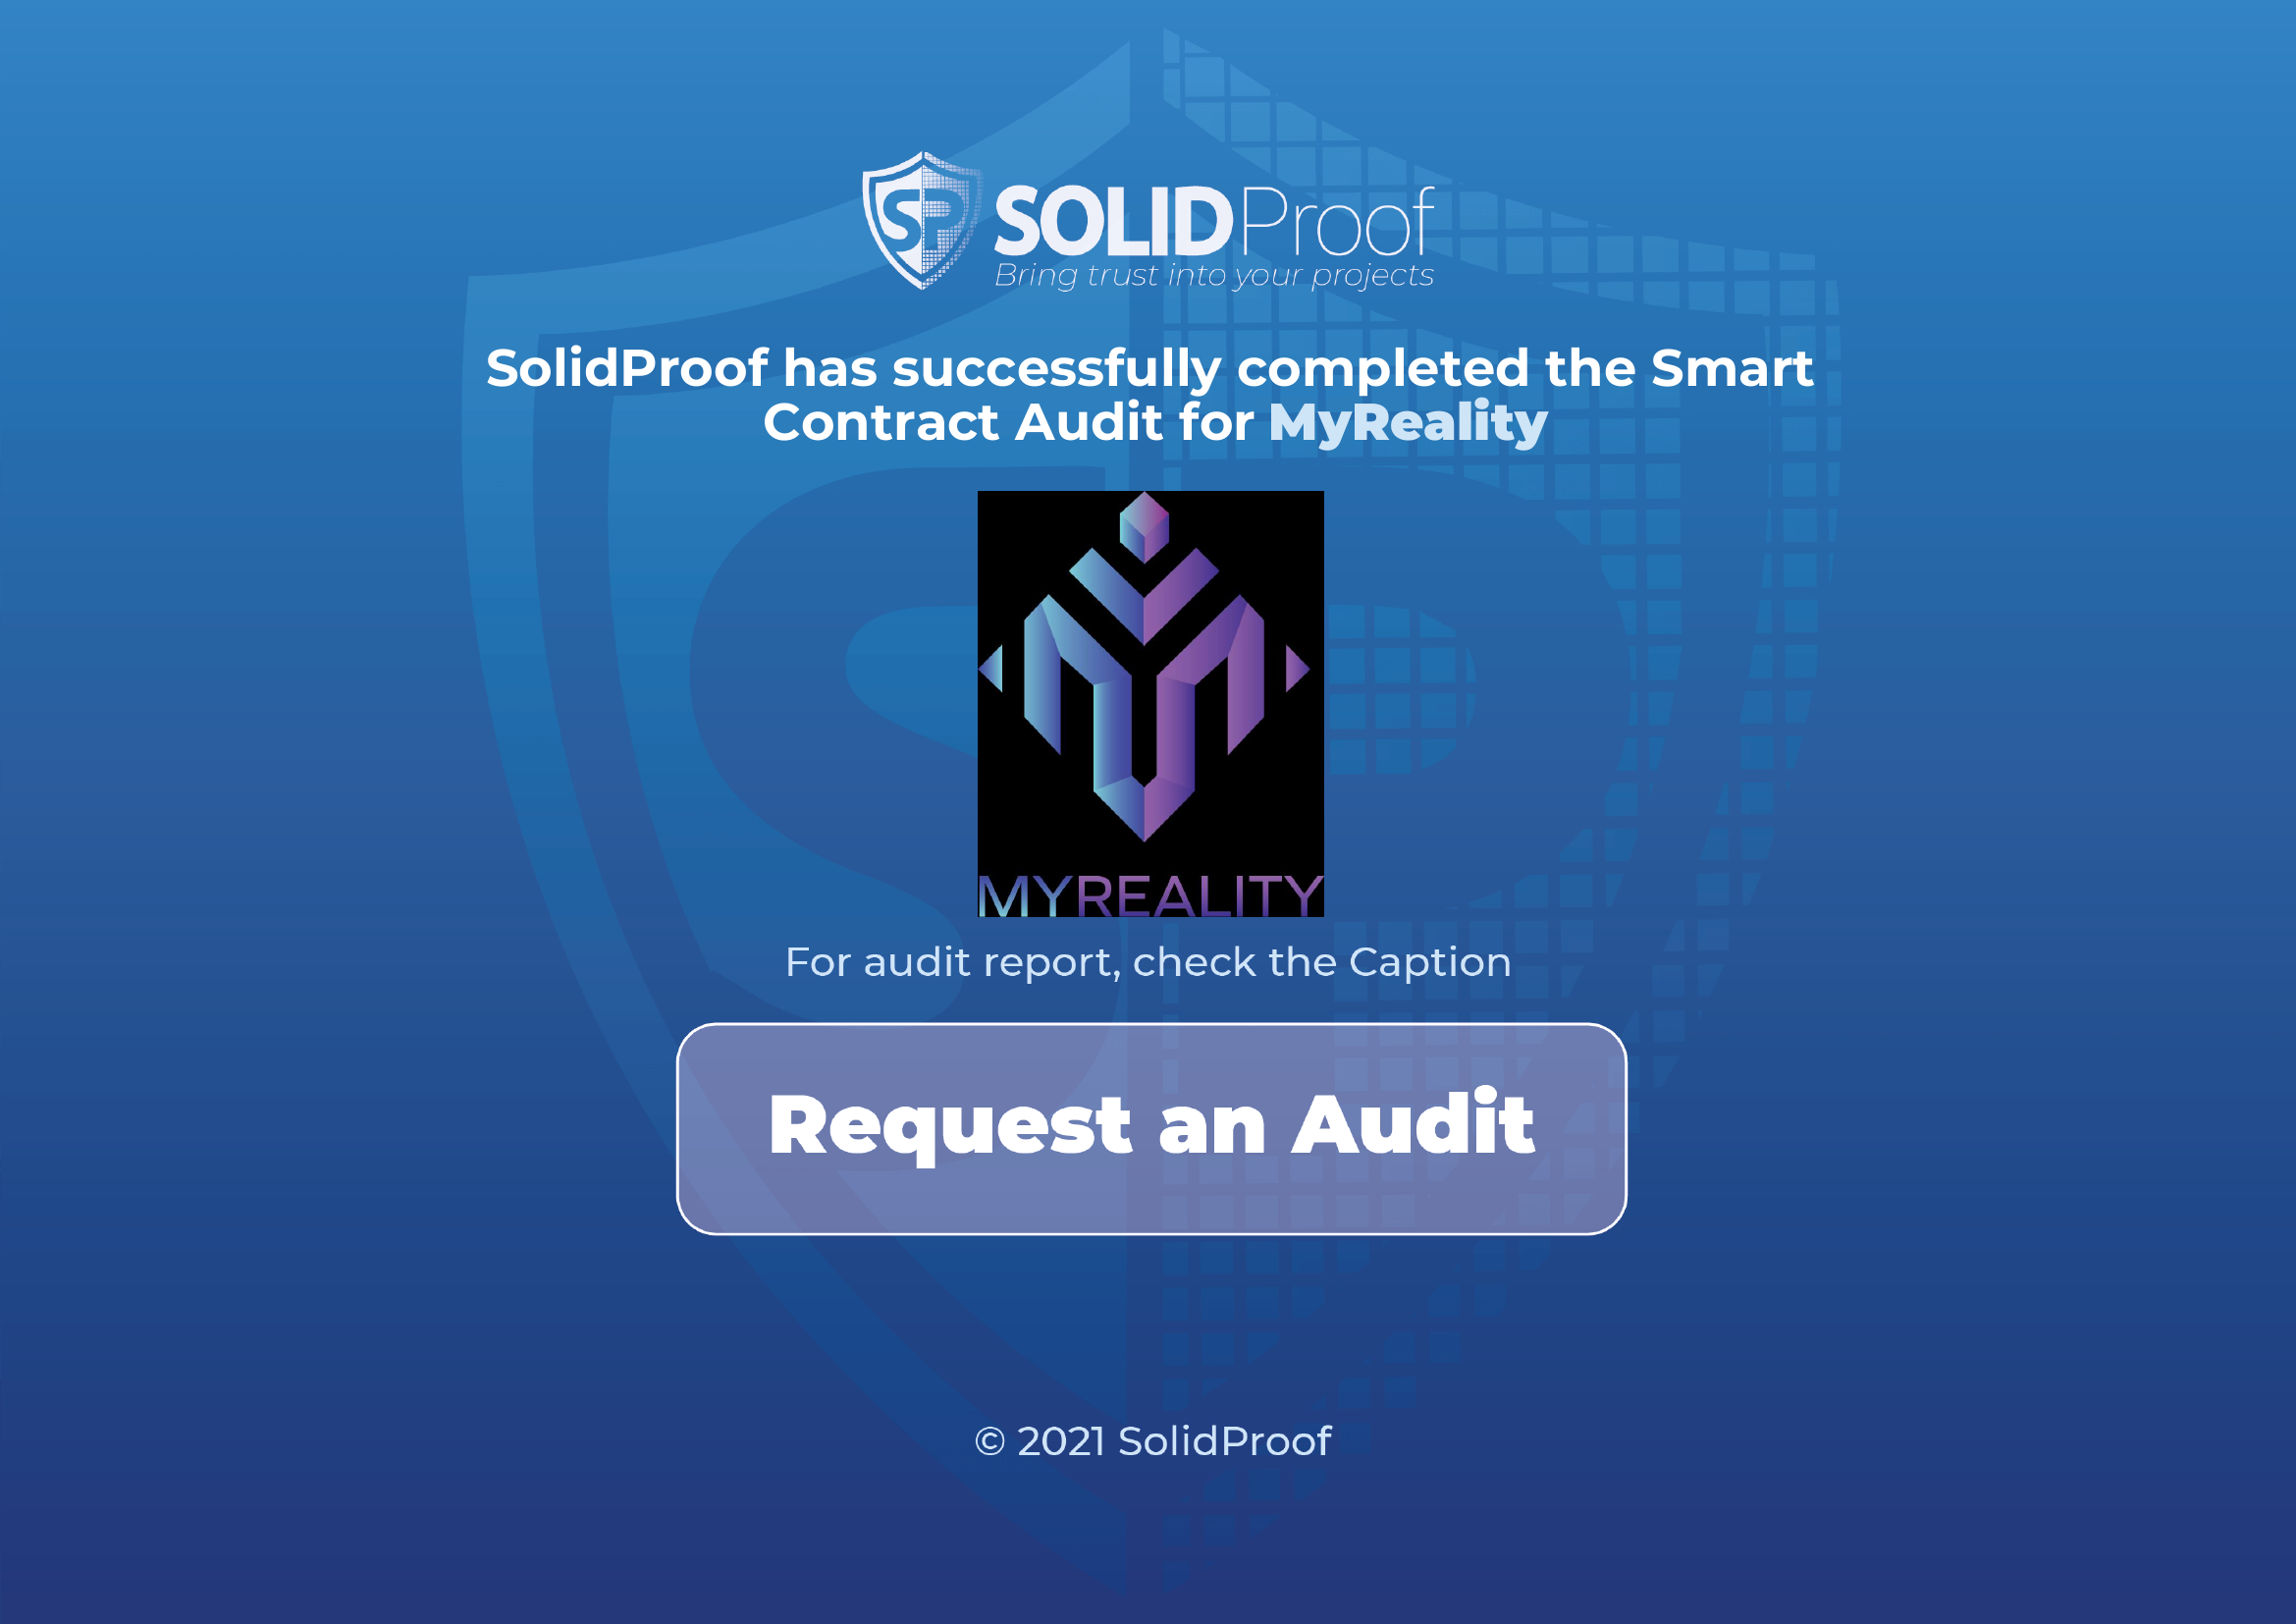 SP SOLIDProof
Bring trust into your projects
SolidProof has successfully completed the Smart
Contract Audit for MyReality
MYREALITY
For audit report, check the Caption
Request an Audit
© 2021 SolidProof